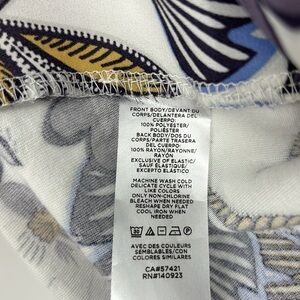 FRONT BODY/DEVANT DU
CORPS/DELANTERA DEL
CUERPO:
100% POLYESTER/
POLIÉSTER
BACK BODY/DOS DU
CORPS/PARTE TRASERA
DEL CUERPO:
100% RAYON/RAYONNE/
RAYÓN
EXCLUSIVE OF ELASTIC/
SAUF ÉLASTIQUE/
EXCEPTO ELÁSTICO
MACHINE WASH COLD
DELICATE CYCLE WITH
LIKE COLORS
ONLY NON-CHLORINE
BLEACH WHEN NEEDED
RESHAPE DRY FLAT
COOL IRON WHEN
NEEDED
30
AVEC DES COULEURS
SEMBLABLES/CON
COLORES SIMILARES
CA#57421
RN#140923